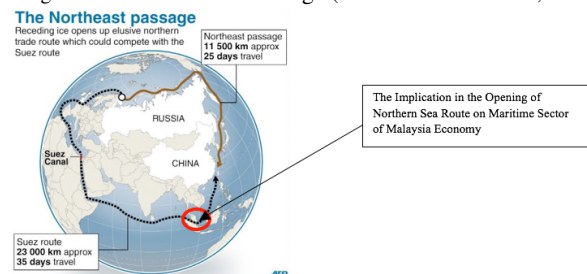 The Northeast passage
Receding ice opens up elusive northern
trade route which could compete with the
Suez route
Northeast passage
11 500 km approx
25 days travel
RUSSIA
CHINA
Suez
Canal
Suez route
23 000 km approx
35 days travel
The Implication in the Opening of
Northern Sea Route on Maritime Sector
of Malaysia Economy